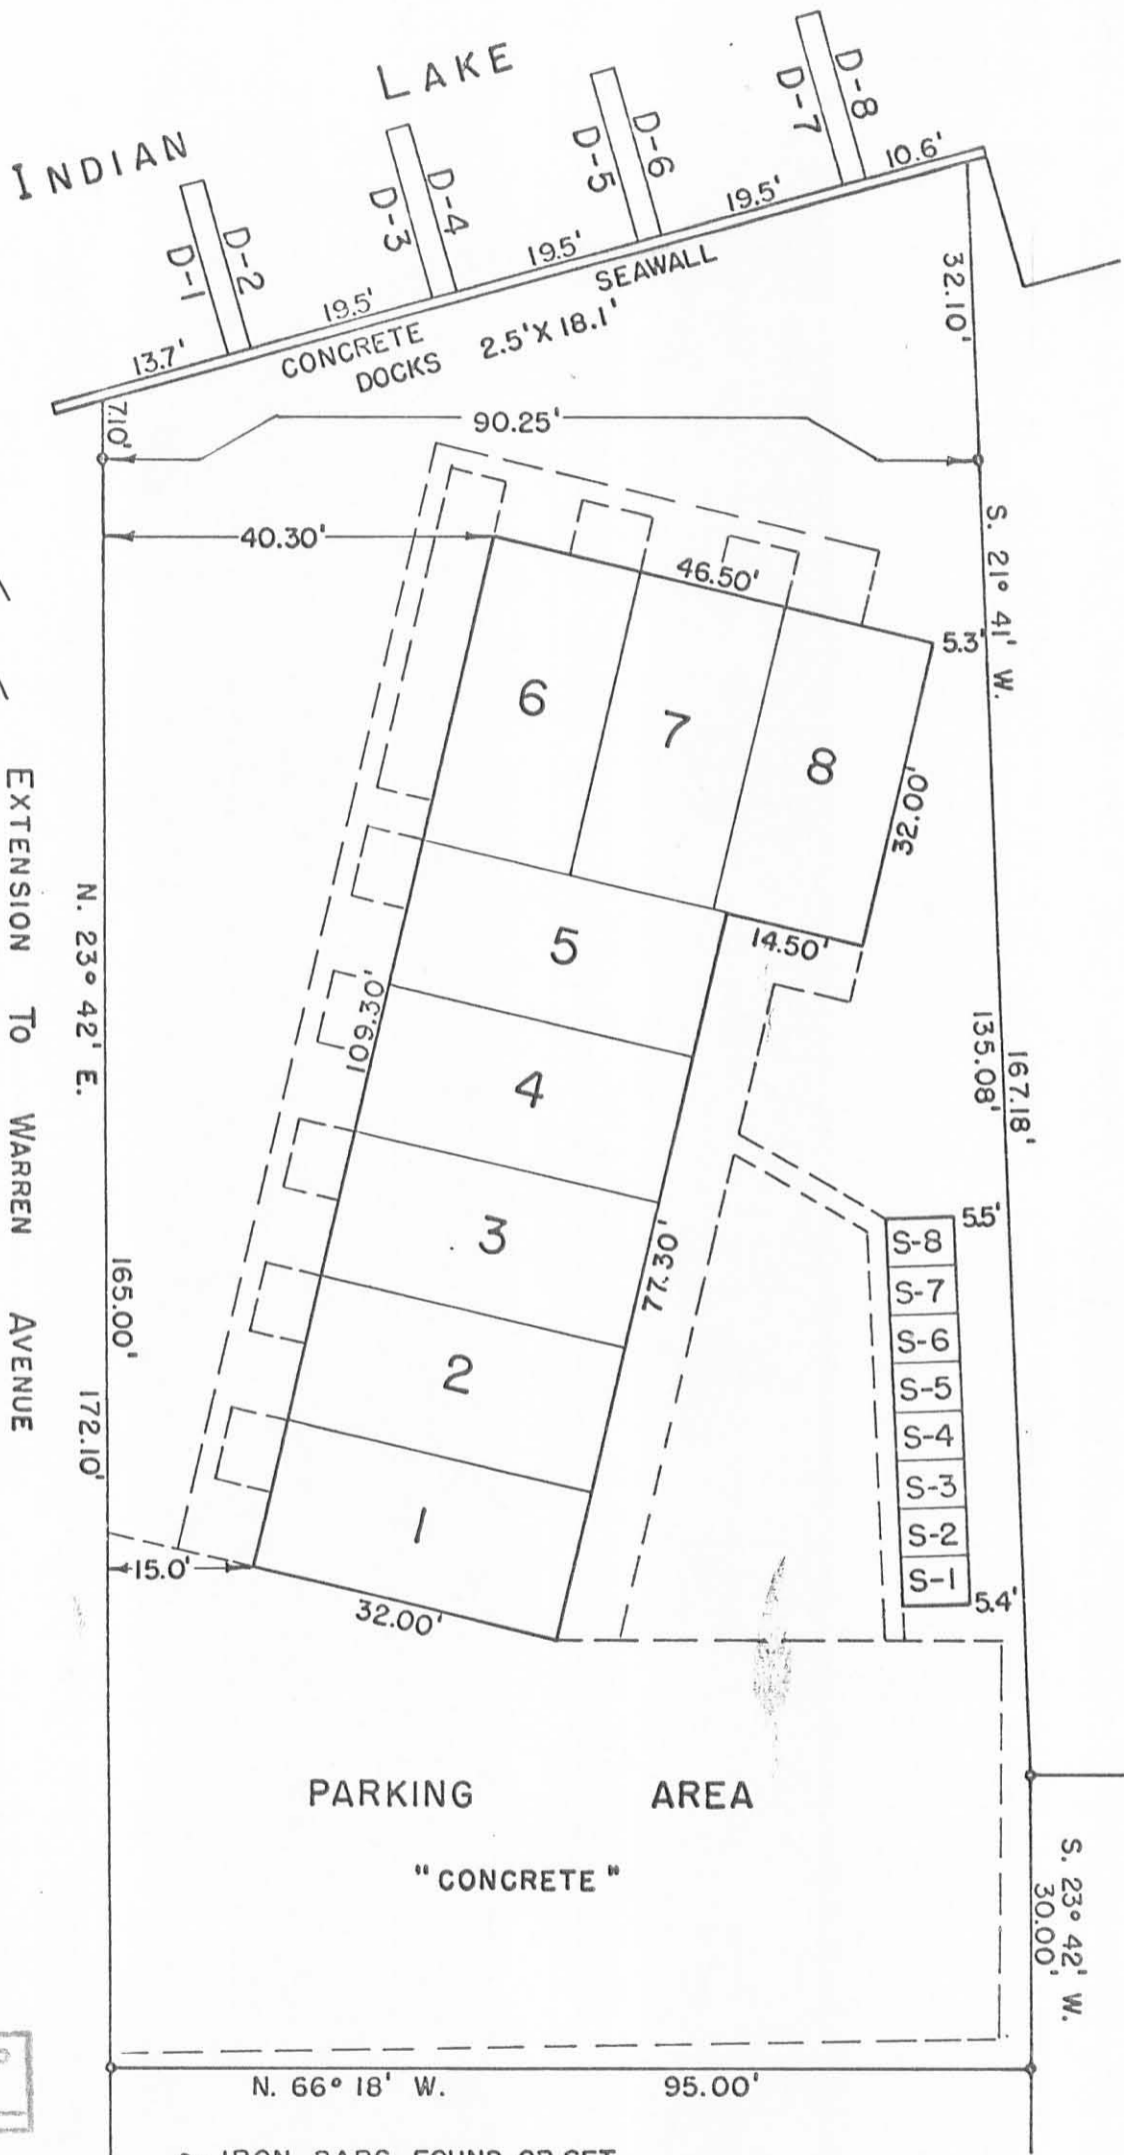 INDIAN LAKE
D-1
D-2
D-3
D-4
D-5
D-6
D-7
D-8
13.7'
19.5'
19.5'
19.5'
10.6'
CONCRETE SEAWALL
DOCKS 2.5' X 18.1'
7.10'
32.10'
90.25'
40.30'
46.50'
S. 21° 41' W.
5.3'
6
7
8
32.00'
5
14.50'
109.30'
4
3
77.30'
2
1
135.08'
167.18'
N. 23° 42' E.
165.00'
172.10'
EXTENSION TO WARREN AVENUE
5.5'
S-8
S-7
S-6
S-5
S-4
S-3
S-2
S-1
5.4'
15.0'
32.00'
PARKING AREA
"CONCRETE"
S. 23° 42' W.
30.00'
N. 66° 18' W. 95.00'
IRON BARS FOUND OR SET